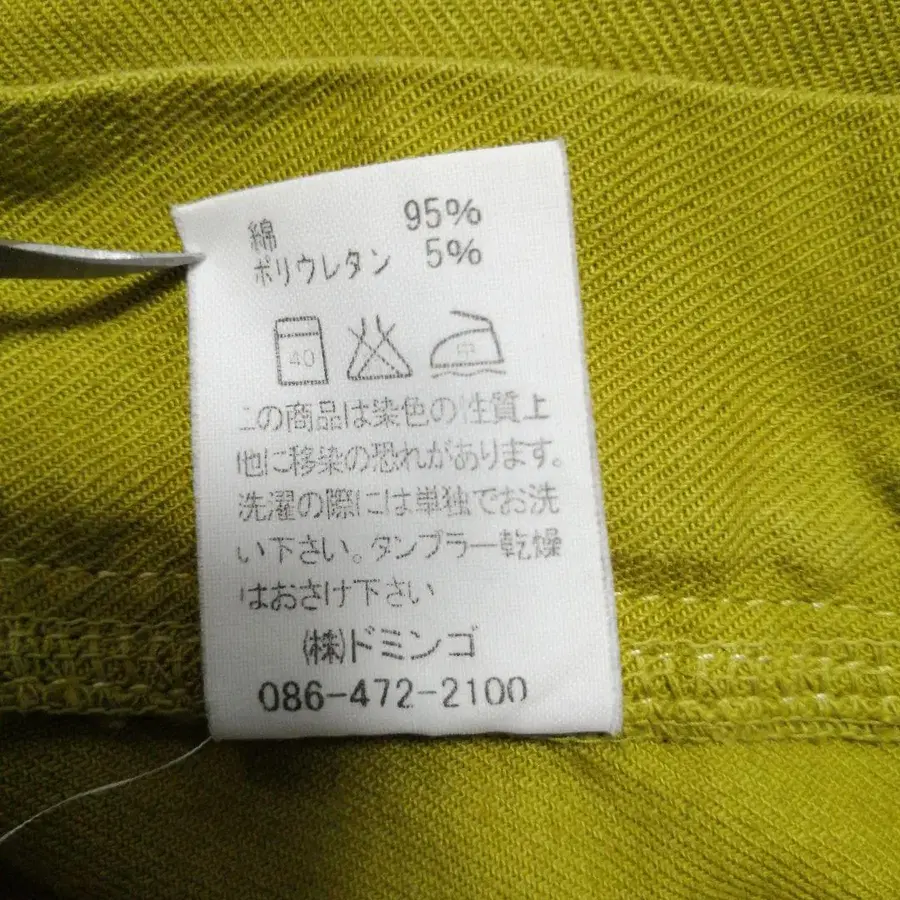 綿 95%
ポリウレタン 5%
40 中
この商品は染色の性質上
他に移染の恐れがあります。
洗濯の際には単独でお洗
い下さい。タンブラー乾燥
はおさけ下さい
(株)ドミンゴ
086-472-2100